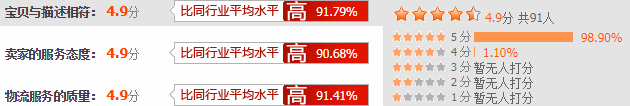 宝贝与描述相符：4.9分 比同行业平均水平 高 91.79%
卖家的服务态度：4.9分 比同行业平均水平 高 90.68%
物流服务的质量：4.9分 比同行业平均水平 高 91.41%
4.9分 共91人
5分 98.90%
4分 1.10%
3分 暂无人打分
2分 暂无人打分
1分 暂无人打分